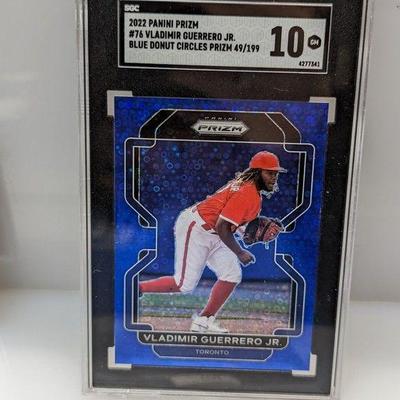 SGC
2022 PANINI PRIZM
#76 VLADIMIR GUERRERO JR.
BLUE DONUT CIRCLES PRIZM 49/199
10 GM
4277341
PANINI
PRIZM
VLADIMIR GUERRERO JR.
TORONTO